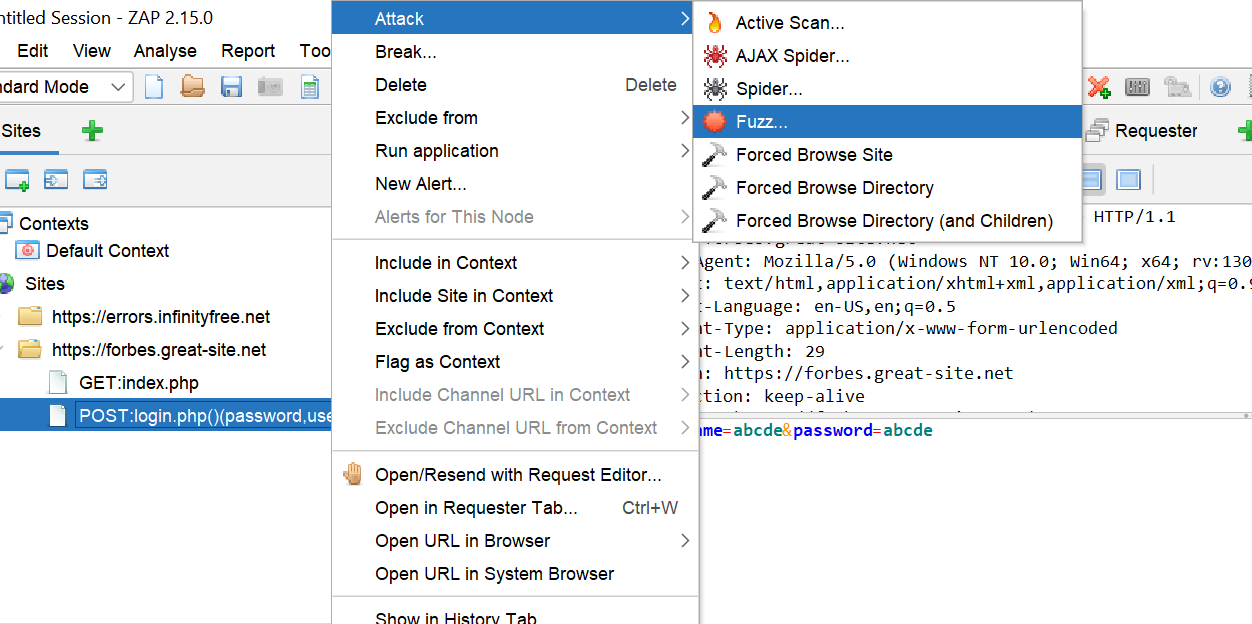 ntitled Session - ZAP 2.15.0
Edit View Analyse Report Too
ndard Mode
Sites
Contexts
Default Context
Sites
https://errors.infinityfree.net
https://forbes.great-site.net
GET:index.php
POST:login.php()(password,use
Attack
Break...
Delete Delete
Exclude from
Run application
New Alert...
Alerts for This Node
Include in Context
Include Site in Context
Exclude from Context
Flag as Context
Include Channel URL in Context
Exclude Channel URL from Context
Open/Resend with Request Editor...
Open in Requester Tab... Ctrl+W
Open URL in Browser
Open URL in System Browser
Show in History Tab
Active Scan...
AJAX Spider...
Spider...
Fuzz...
Forced Browse Site
Forced Browse Directory
Forced Browse Directory (and Children)
Requester
HTTP/1.1
Agent: Mozilla/5.0 (Windows NT 10.0; Win64; x64; rv:130
: text/html,application/xhtml+xml,application/xml;q=0.9
t-Language: en-US,en;q=0.5
nt-Type: application/x-www-form-urlencoded
nt-Length: 29
: https://forbes.great-site.net
ction: keep-alive
ame=abcde&password=abcde